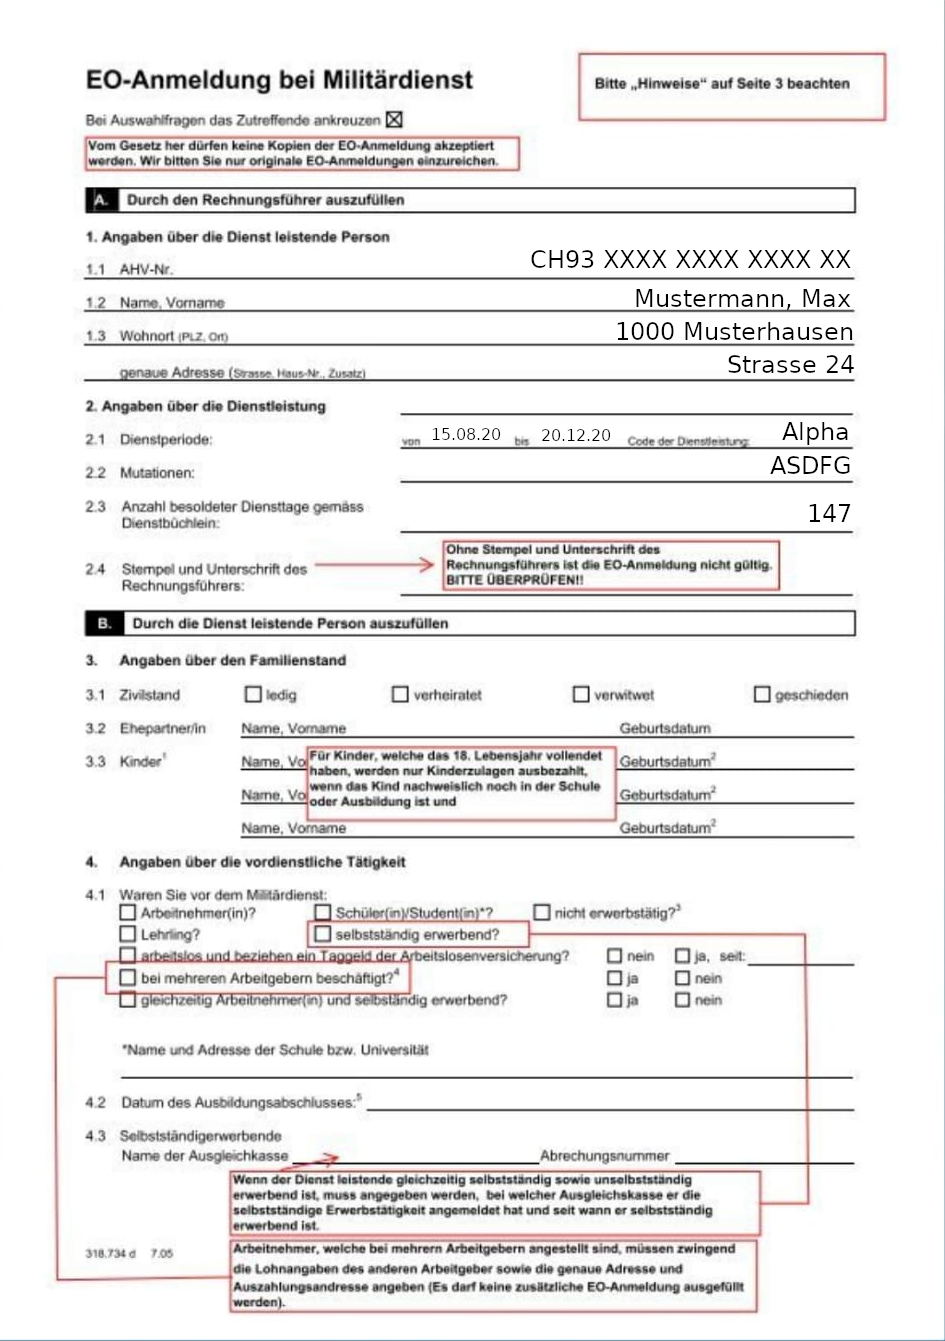 EO-Anmeldung bei Militärdienst
Bitte „Hinweise“ auf Seite 3 beachten
Bei Auswahlfragen das Zutreffende ankreuzen ☒
Vom Gesetz her dürfen keine Kopien der EO-Anmeldung akzeptiert
werden. Wir bitten Sie nur originale EO-Anmeldungen einzureichen.
A. Durch den Rechnungsführer auszufüllen
1. Angaben über die Dienst leistende Person
1.1 AHV-Nr. CH93 XXXX XXXX XXXX XX
1.2 Name, Vorname Mustermann, Max
1.3 Wohnort (PLZ, Ort) 1000 Musterhausen
genaue Adresse (Strasse, Haus-Nr., Zusatz) Strasse 24
2. Angaben über die Dienstleistung
2.1 Dienstperiode: von 15.08.20 bis 20.12.20 Code der Dienstleistung: Alpha
2.2 Mutationen: ASDFG
2.3 Anzahl besoldeter Diensttage gemäss
Dienstbüchlein: 147
Ohne Stempel und Unterschrift des
Rechnungsführers ist die EO-Anmeldung nicht gültig.
BITTE ÜBERPRÜFEN!!
2.4 Stempel und Unterschrift des
Rechnungsführers:
B. Durch die Dienst leistende Person auszufüllen
3. Angaben über den Familienstand
3.1 Zivilstand ☐ ledig ☐ verheiratet ☐ verwitwet ☐ geschieden
3.2 Ehepartner/in Name, Vorname Geburtsdatum
3.3 Kinder¹ Name, Vo Geburtsdatum²
Für Kinder, welche das 18. Lebensjahr vollendet
haben, werden nur Kinderzulagen ausbezahlt,
wenn das Kind nachweislich noch in der Schule
oder Ausbildung ist und
Name, Vo Geburtsdatum²
Name, Vorname Geburtsdatum²
4. Angaben über die vordienstliche Tätigkeit
4.1 Waren Sie vor dem Militärdienst:
☐ Arbeitnehmer(in)? ☐ Schüler(in)/Student(in)*? ☐ nicht erwerbstätig?³
☐ Lehrling? ☐ selbstständig erwerbend?
☐ arbeitslos und beziehen ein Taggeld der Arbeitslosenversicherung? ☐ nein ☐ ja, seit:
☐ bei mehreren Arbeitgebern beschäftigt?⁴ ☐ ja ☐ nein
☐ gleichzeitig Arbeitnehmer(in) und selbständig erwerbend? ☐ ja ☐ nein
*Name und Adresse der Schule bzw. Universität
4.2 Datum des Ausbildungsabschlusses:⁵
4.3 Selbstständigerwerbende
Name der Ausgleichkasse Abrechungsnummer
Wenn der Dienst leistende gleichzeitig selbstständig sowie unselbstständig
erwerbend ist, muss angegeben werden, bei welcher Ausgleichskasse er die
selbstständige Erwerbstätigkeit angemeldet hat und seit wann er selbstständig
erwerbend ist.
318.734 d 7.05
Arbeitnehmer, welche bei mehrern Arbeitgebern angestellt sind, müssen zwingend
die Lohnangaben des anderen Arbeitgeber sowie die genaue Adresse und
Auszahlungsandresse angeben (Es darf keine zusätzliche EO-Anmeldung ausgefüllt
werden).